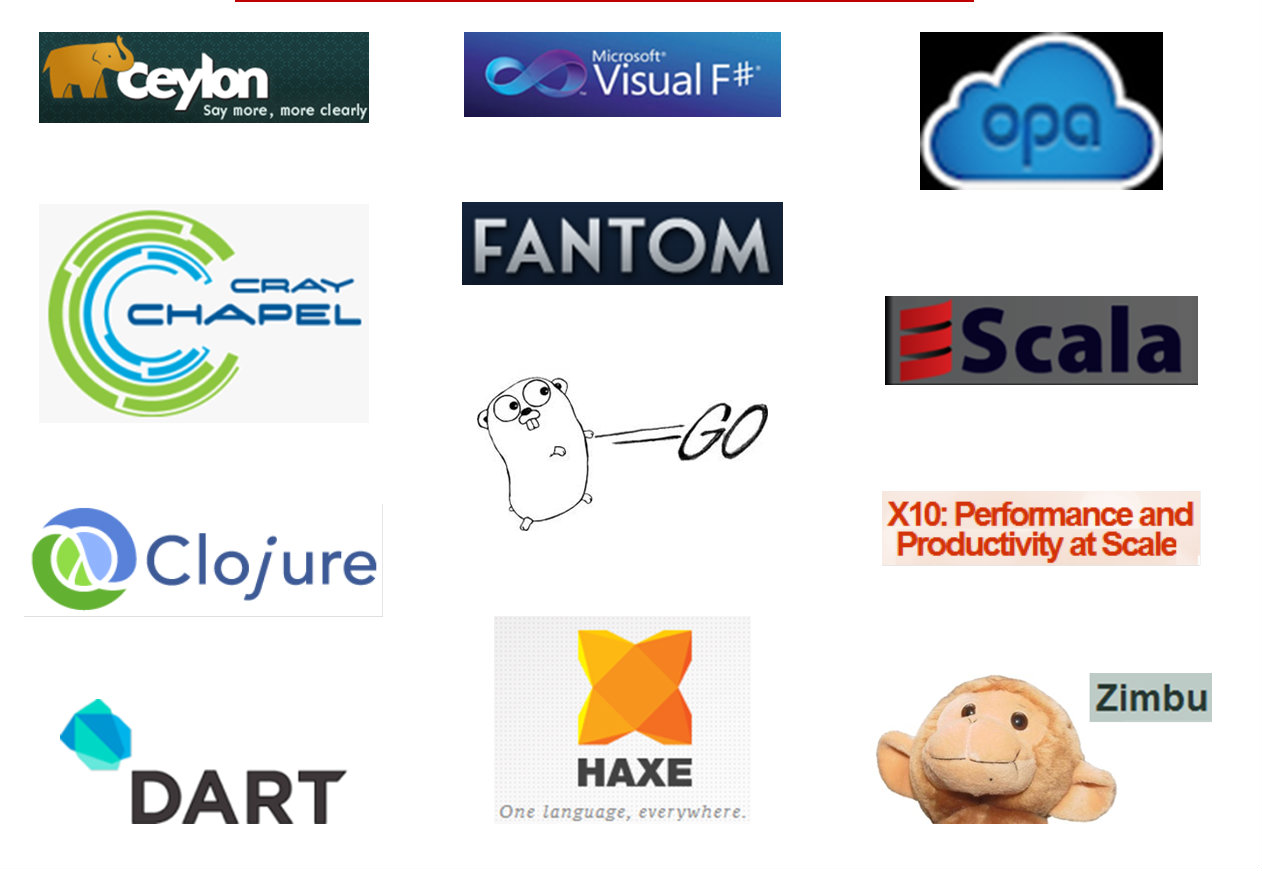 Ceylon
Say more, more clearly
Microsoft®
Visual F#®
opa
CRAY
CHAPEL
FANTOM
Scala
GO
X10: Performance and
Productivity at Scale
Clojure
DART
HAXE
One language, everywhere.
Zimbu